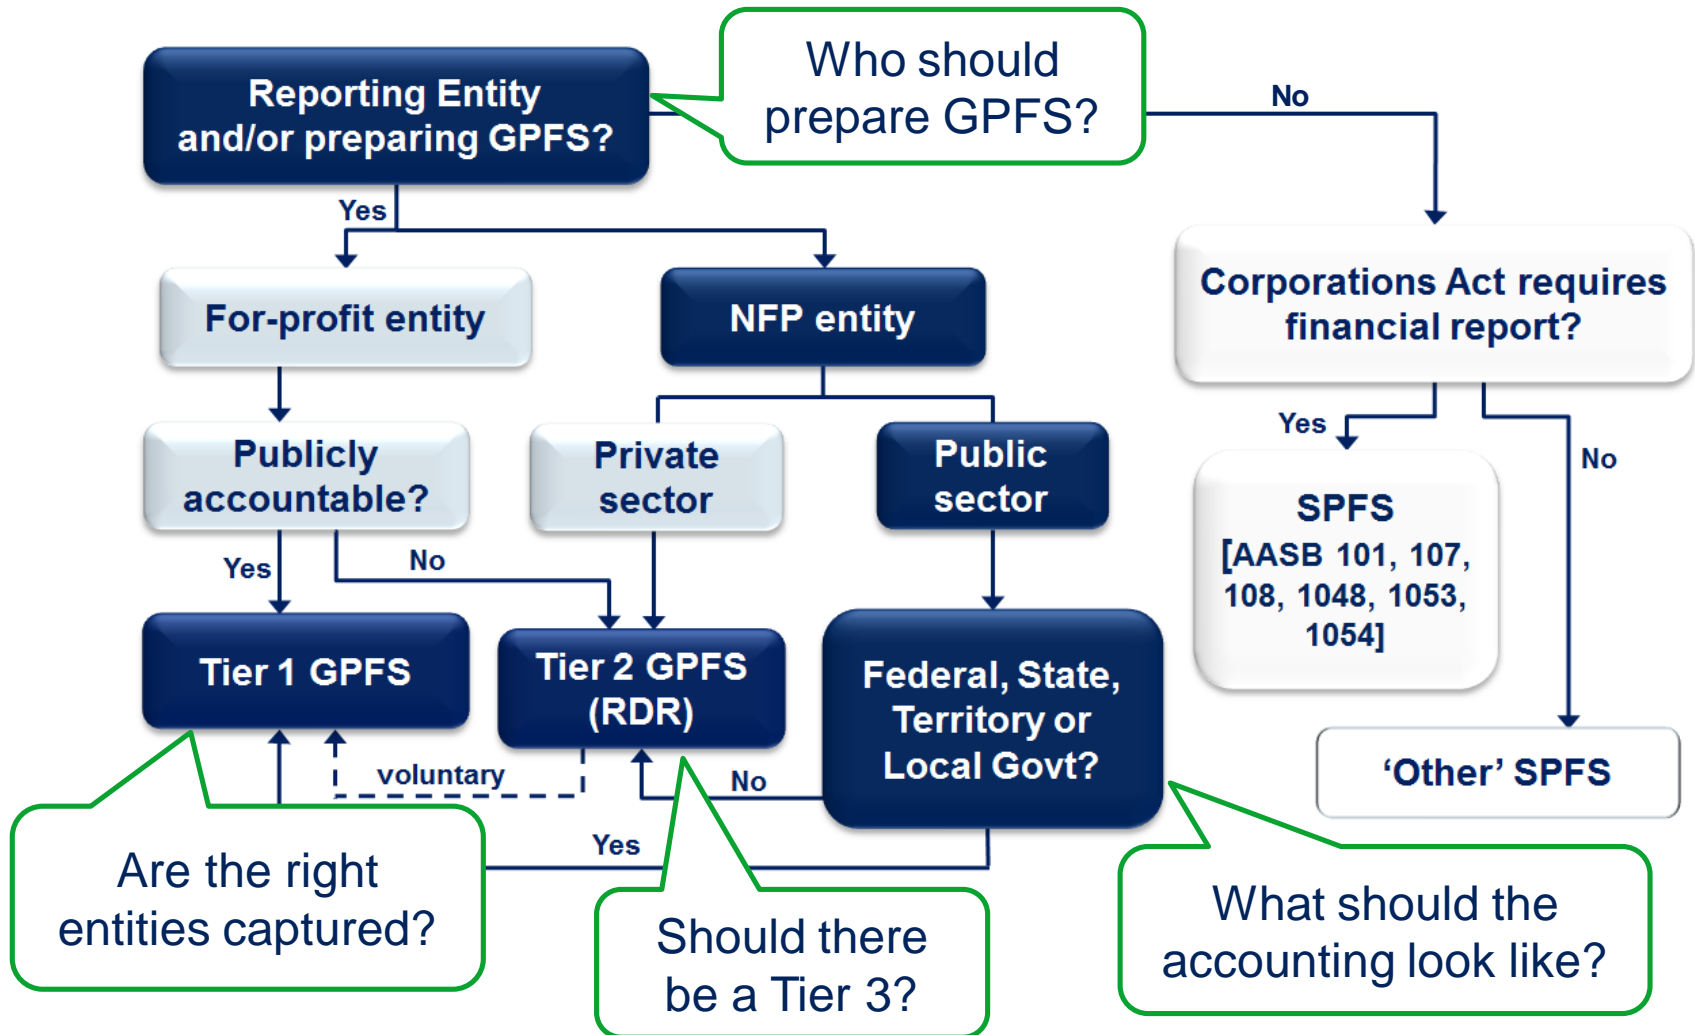 Reporting Entity
and/or preparing GPFS?
Who should
prepare GPFS?
No
Yes
For-profit entity
NFP entity
Corporations Act requires
financial report?
Publicly
accountable?
Private
sector
Public
sector
Yes
No
SPFS
[AASB 101, 107,
108, 1048, 1053,
1054]
Yes
No
Tier 1 GPFS
Tier 2 GPFS
(RDR)
Federal, State,
Territory or
Local Govt?
‘Other’ SPFS
voluntary
No
Yes
Are the right
entities captured?
Should there
be a Tier 3?
What should the
accounting look like?